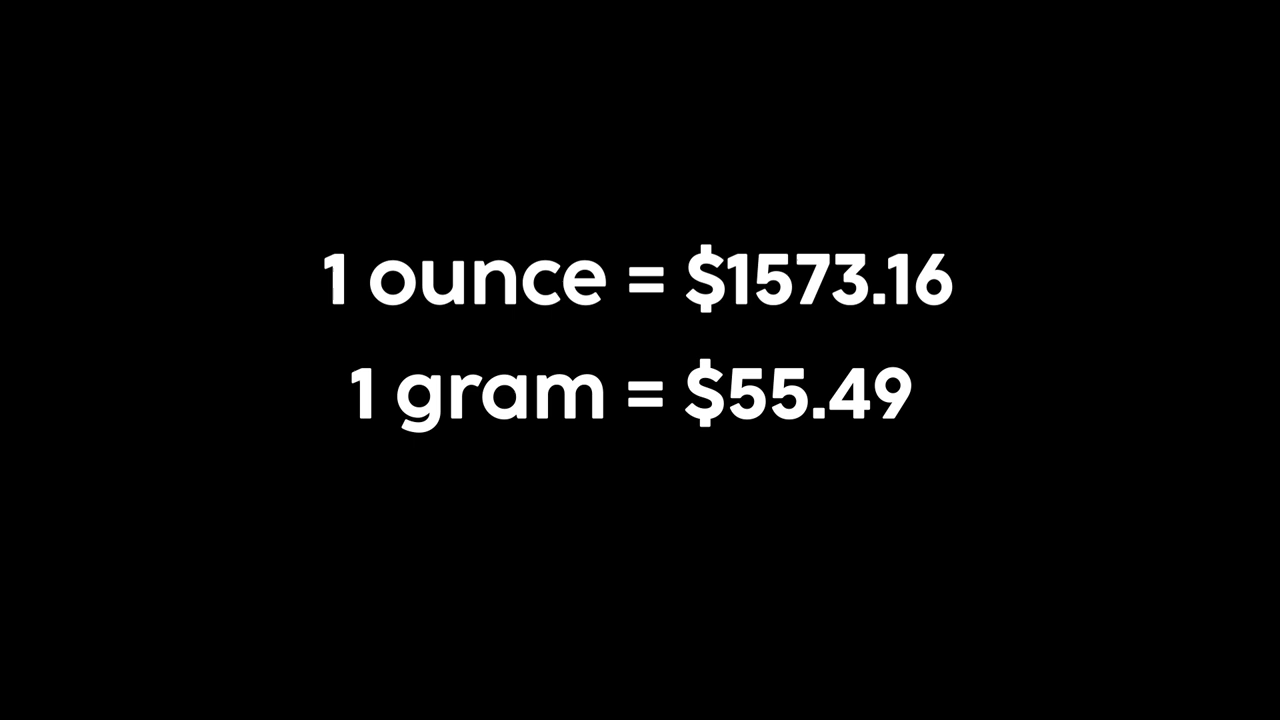 1 ounce = $1573.16
1 gram = $55.49